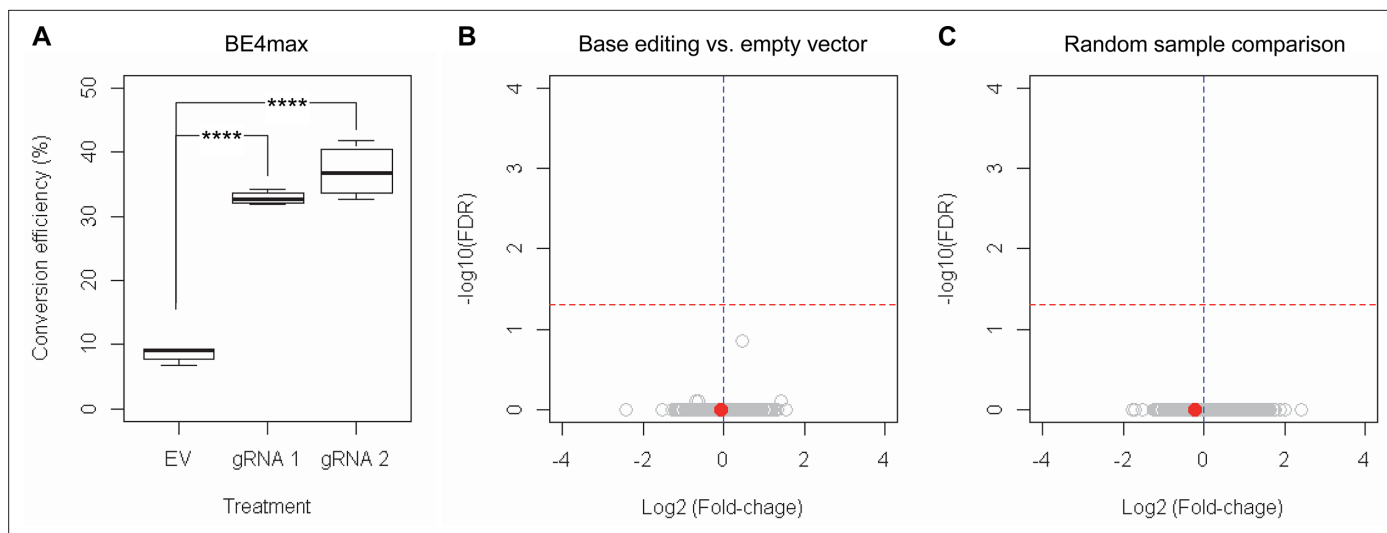 A
BE4max
Conversion efficiency (%)
50
40
30
20
10
0
****
****
EV
gRNA 1
gRNA 2
Treatment
B
Base editing vs. empty vector
-log10(FDR)
4
3
2
1
0
-4
-2
0
2
4
Log2 (Fold-chage)
C
Random sample comparison
-log10(FDR)
4
3
2
1
0
-4
-2
0
2
4
Log2 (Fold-chage)